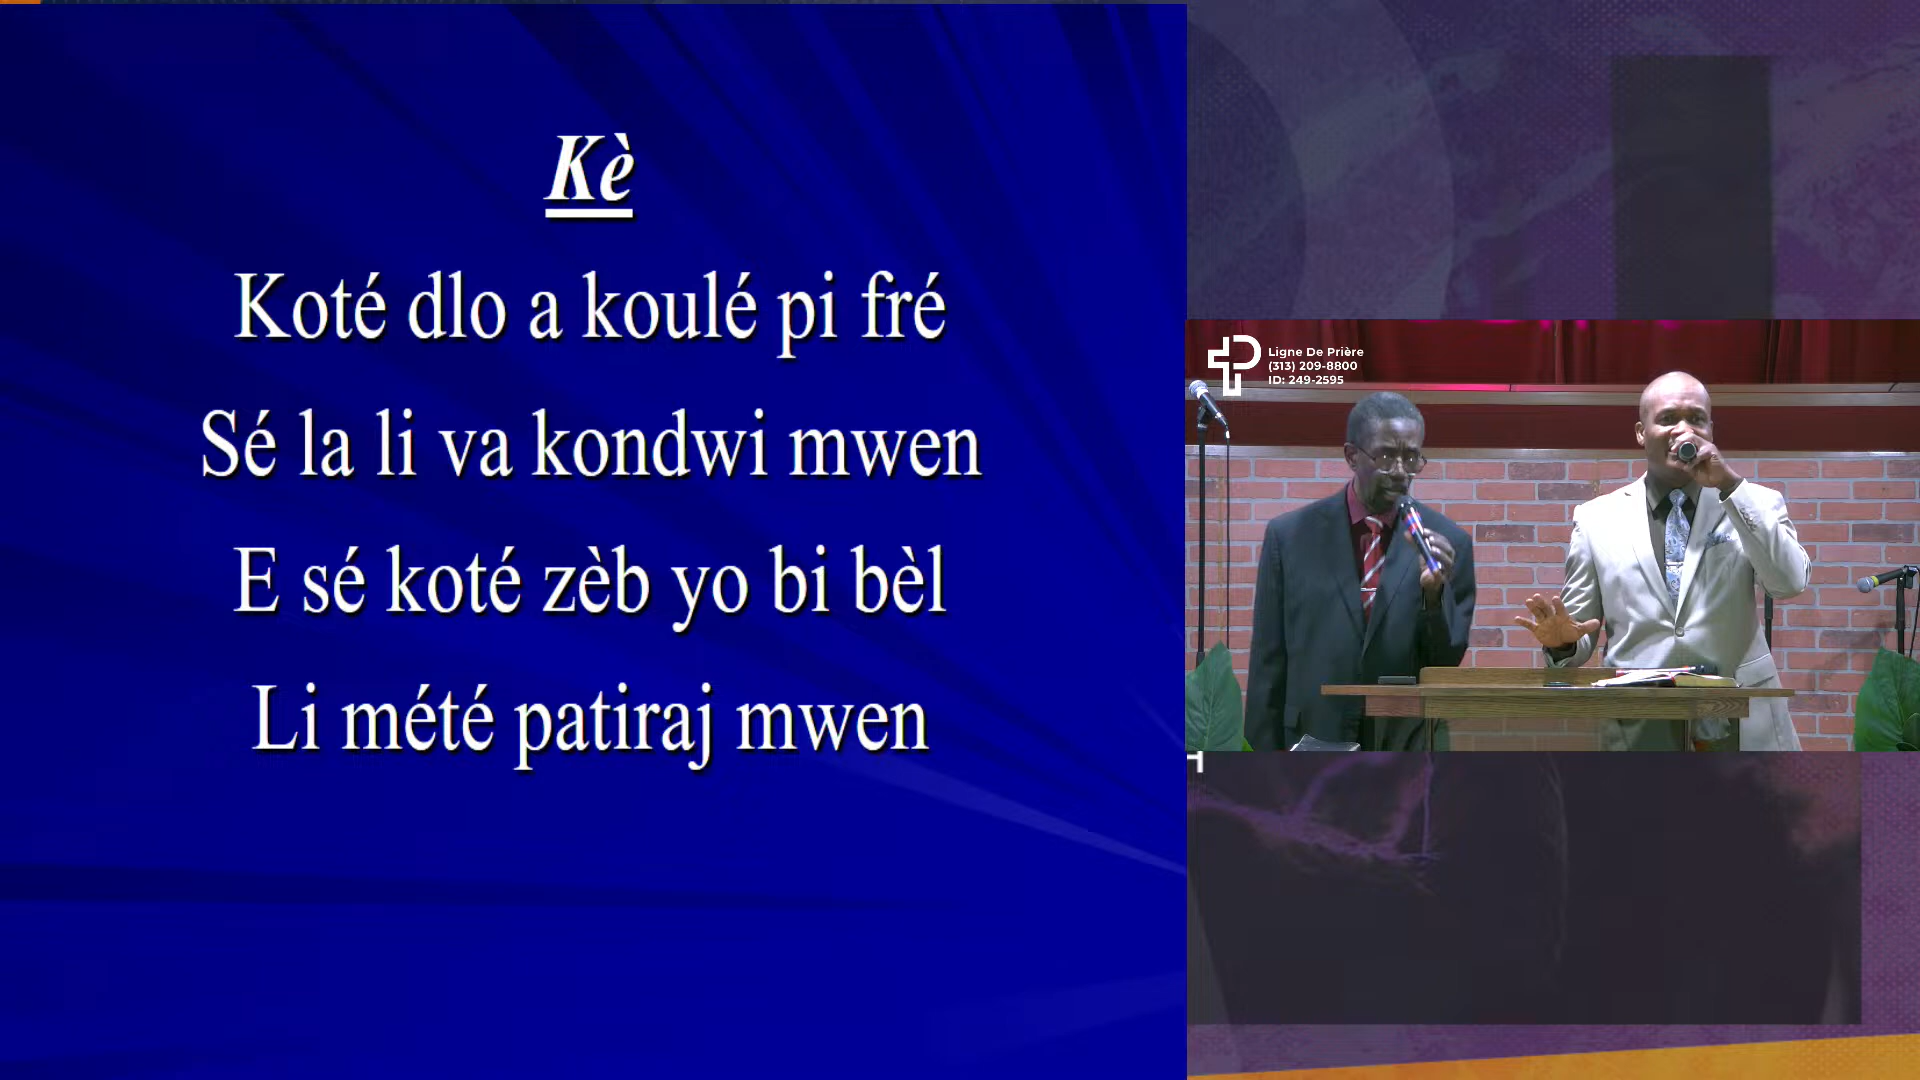 Kè
Koté dlo a koulé pi fré
Sé la li va kondwi mwen
E sé koté zèb yo bi bèl
Li mété patiraj mwen
Ligne De Prière
(313) 209-8800
ID: 249-2595
H